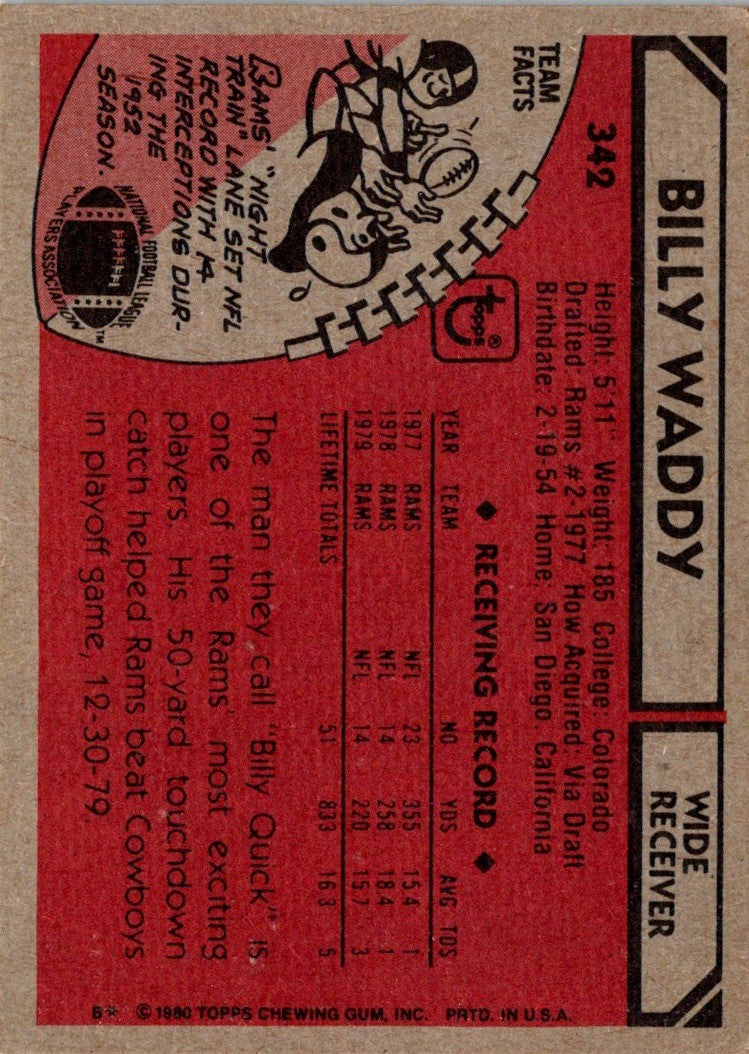 BILLY WADDY
WIDE
RECEIVER
342
Height: 5'11" Weight: 185 College: Colorado
Drafted: Rams #2-1977 How Acquired: Via Draft
Birthdate: 2-19-54 Home: San Diego, California
TEAM
FACTS
RAMS' "NIGHT
TRAIN" LANE SET NFL
RECORD WITH 14
INTERCEPTIONS DUR-
ING THE
1952
SEASON.
NATIONAL FOOTBALL LEAGUE
PLAYERS ASSOCIATION
TM
topps®
◆ RECEIVING RECORD ◆
YEAR TEAM NO YDS AVG TDS
1977 RAMS NFL 23 355 15.4 1
1978 RAMS NFL 14 258 18.4 1
1979 RAMS NFL 14 220 15.7 3
LIFETIME TOTALS 51 833 16.3 5
The man they call "Billy Quick" is
one of the Rams' most exciting
players. His 50-yard touchdown
catch helped Rams beat Cowboys
in playoff game, 12-30-79.
B* © 1980 TOPPS CHEWING GUM, INC. PRTD. IN U.S.A.